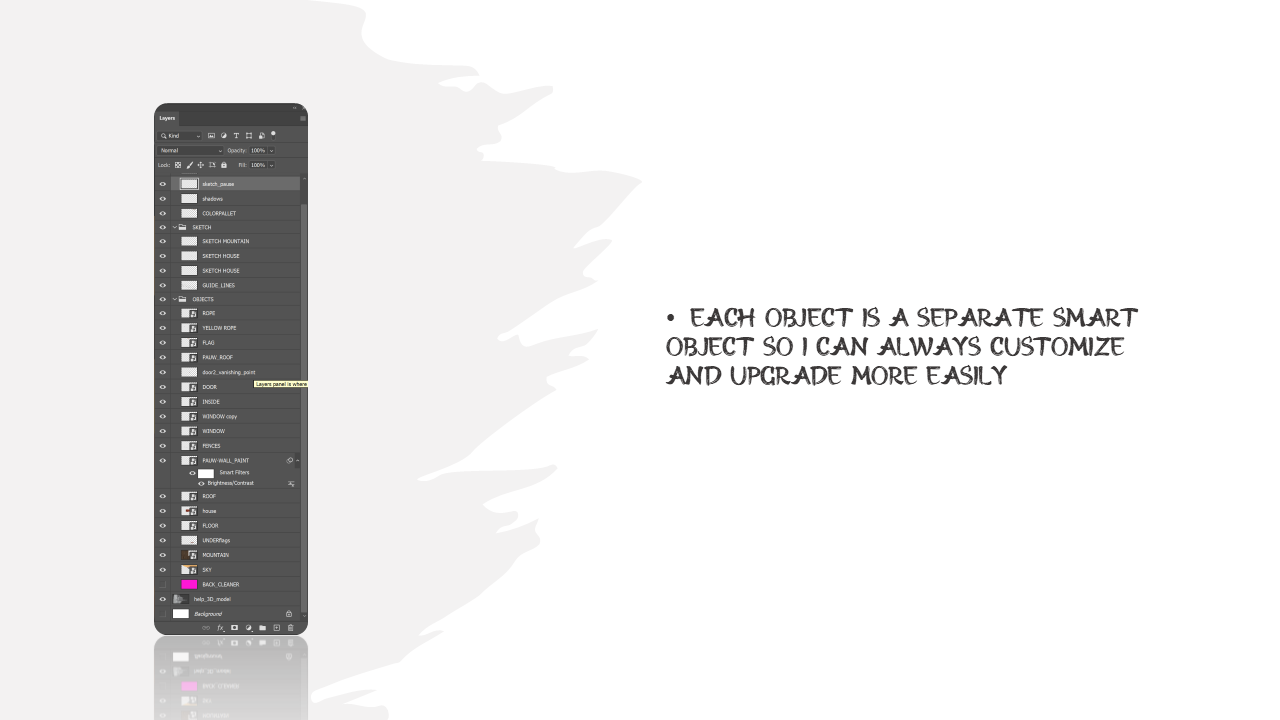 Layers
Kind
Normal
Opacity: 100%
Lock:
Fill: 100%
sketch_pause
shadows
COLORPALLET
SKETCH
SKETCH MOUNTAIN
SKETCH HOUSE
SKETCH HOUSE
GUIDE_LINES
OBJECTS
ROPE
YELLOW ROPE
FLAG
PAUW_ROOF
door2_vanishing_point
Layers panel is where
DOOR
INSIDE
WINDOW copy
WINDOW
FENCES
PAUW-WALL_PAINT
Smart Filters
Brightness/Contrast
ROOF
house
FLOOR
UNDERflags
MOUNTAIN
SKY
BACK_CLEANER
help_3D_model
Background
fx
• EACH OBJECT IS A SEPARATE SMART
OBJECT SO I CAN ALWAYS CUSTOMIZE
AND UPGRADE MORE EASILY